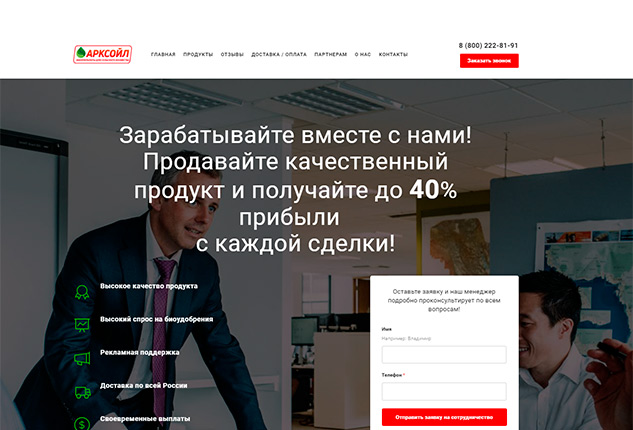 АРКСОЙЛ
ГЛАВНАЯ ПРОДУКТЫ ОТЗЫВЫ ДОСТАВКА / ОПЛАТА ПАРТНЕРАМ О НАС КОНТАКТЫ
8 (800) 222-81-91
Заказать звонок
Зарабатывайте вместе с нами!
Продавайте качественный
продукт и получайте до 40%
прибыли
с каждой сделки!
Высокое качество продукта
Высокий спрос на биоудобрения
Рекламная поддержка
Доставка по всей России
Своевременные выплаты
Оставьте заявку и наш менеджер
подробно проконсультирует по всем
вопросам!
Имя
Например: Владимир
Телефон *
Отправить заявку на сотрудничество